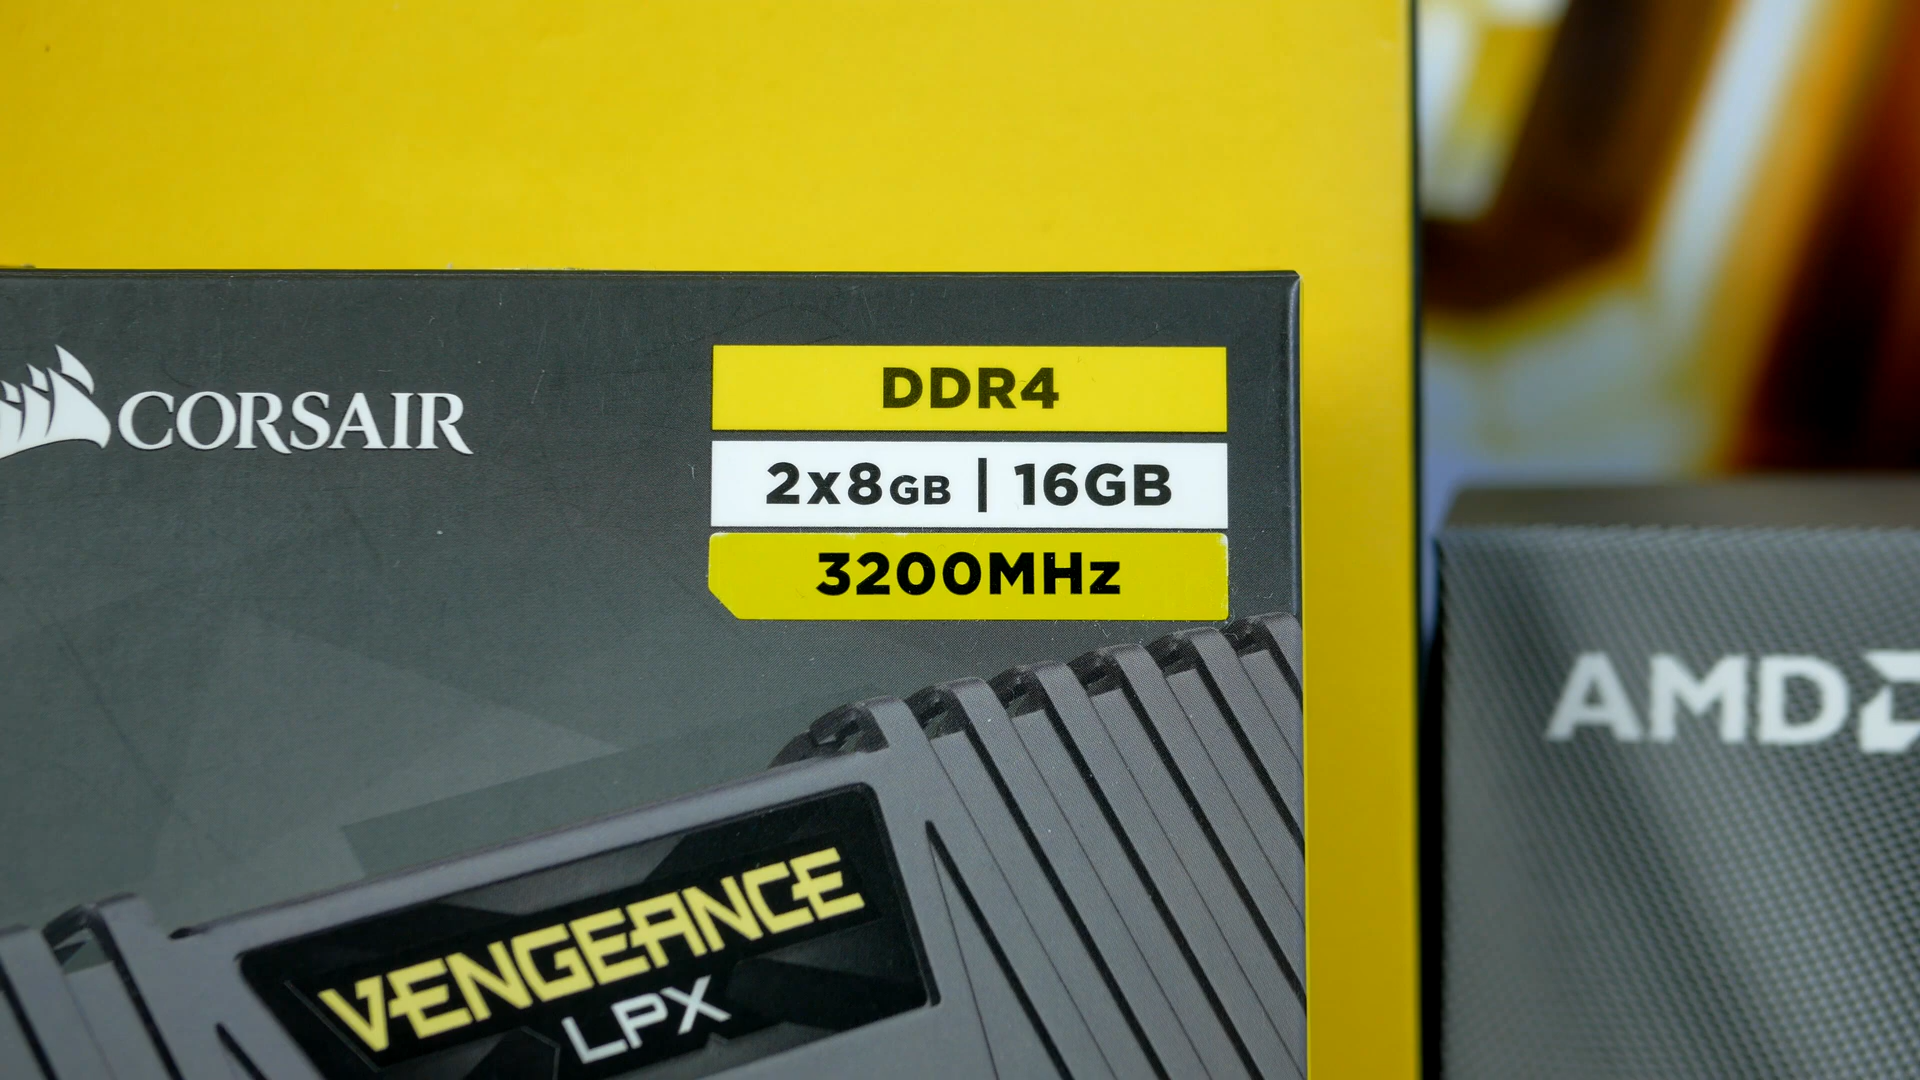 CORSAIR
DDR4
2x8GB | 16GB
3200MHz
VENGEANCE
LPX
AMD